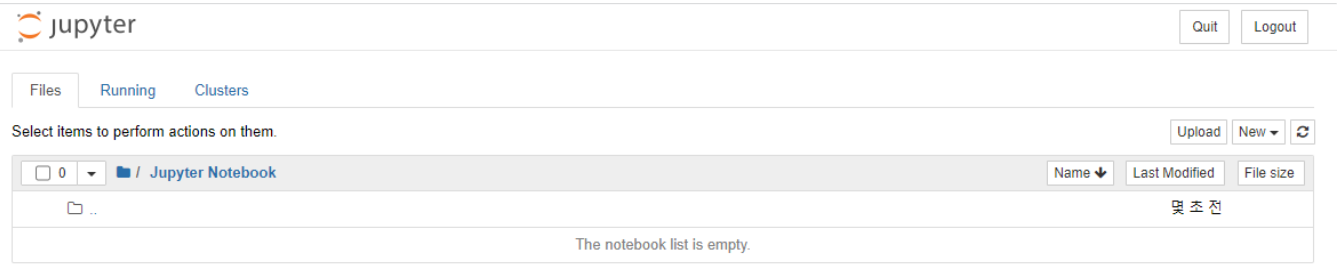 jupyter
Quit Logout
Files Running Clusters
Select items to perform actions on them.
Upload New
0 / Jupyter Notebook Name Last Modified File size
.. 몇 초 전
The notebook list is empty.